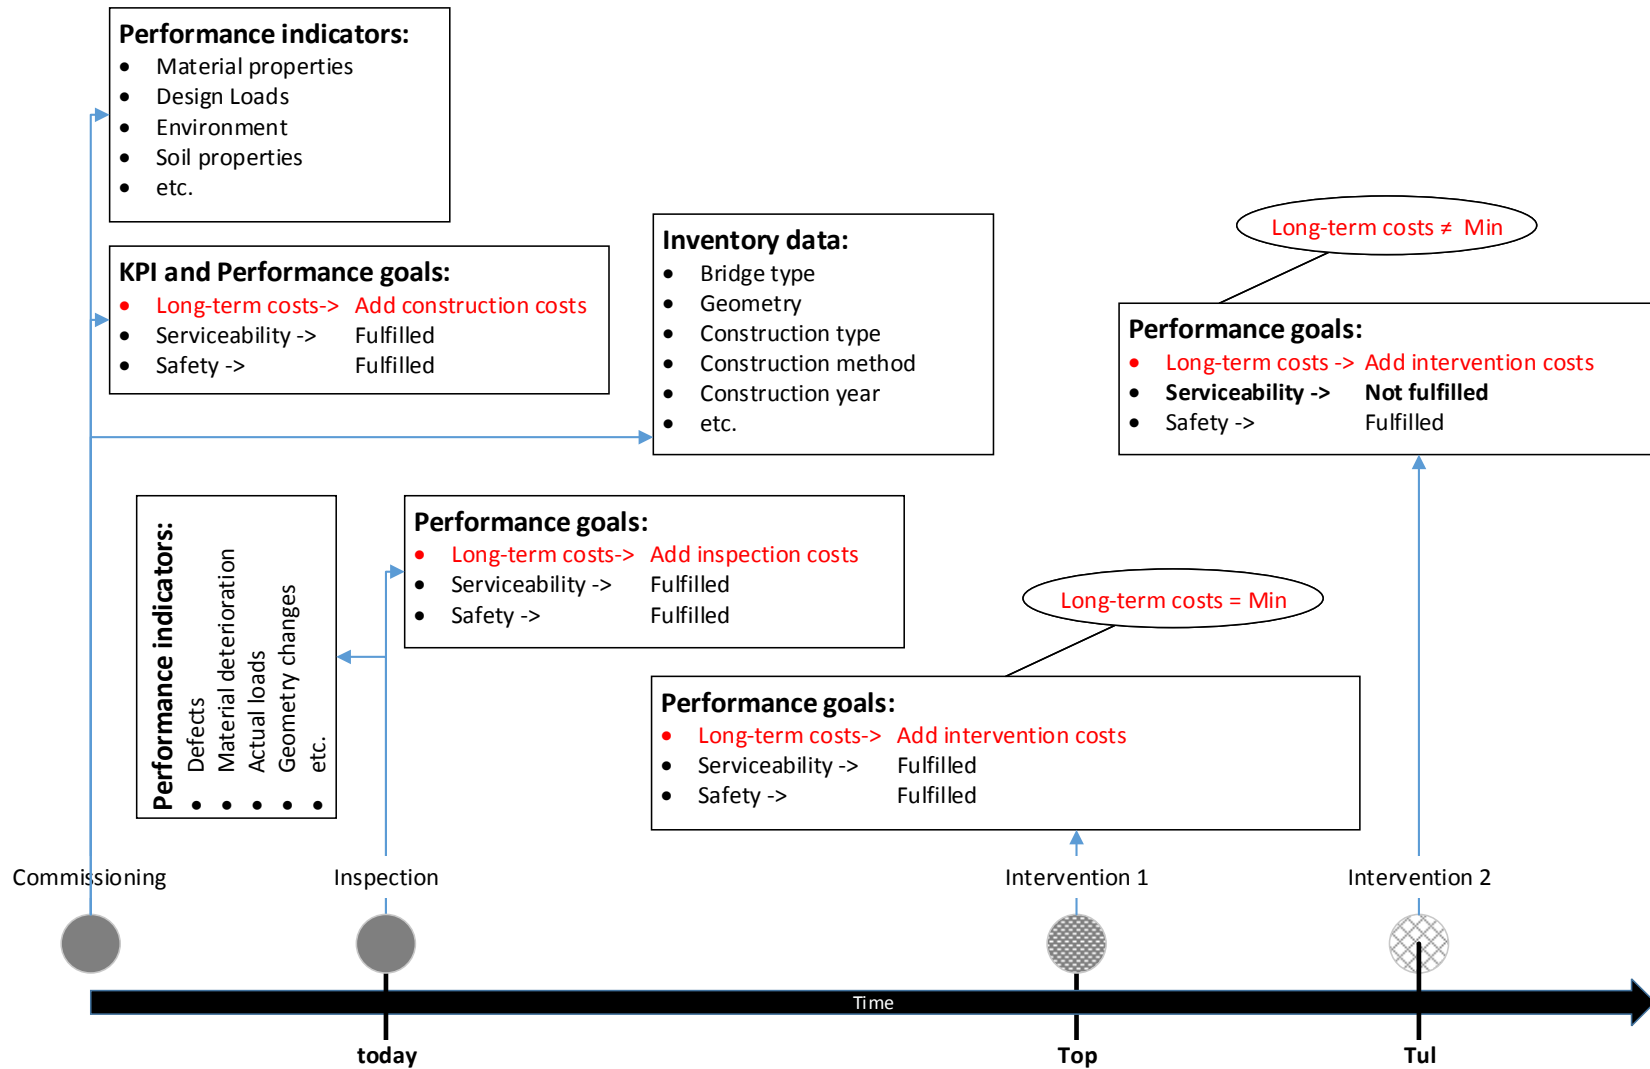 Performance indicators:
• Material properties
• Design Loads
• Environment
• Soil properties
• etc.
KPI and Performance goals:
• Long-term costs-> Add construction costs
• Serviceability -> Fulfilled
• Safety -> Fulfilled
Inventory data:
• Bridge type
• Geometry
• Construction type
• Construction method
• Construction year
• etc.
Long-term costs ≠ Min
Performance goals:
• Long-term costs -> Add intervention costs
• Serviceability -> Not fulfilled
• Safety -> Fulfilled
Performance indicators:
• Defects
• Material deterioration
• Actual loads
• Geometry changes
• etc.
Performance goals:
• Long-term costs-> Add inspection costs
• Serviceability -> Fulfilled
• Safety -> Fulfilled
Long-term costs = Min
Performance goals:
• Long-term costs-> Add intervention costs
• Serviceability -> Fulfilled
• Safety -> Fulfilled
Commissioning
Inspection
Intervention 1
Intervention 2
Time
today
Top
Tul